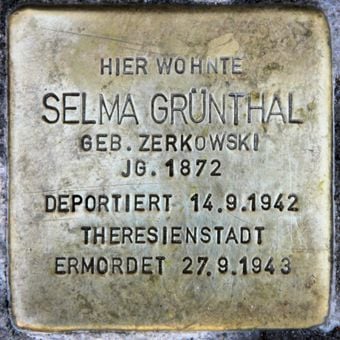 HIER WOHNTE
SELMA GRÜNTHAL
GEB. ZERKOWSKI
JG. 1872
DEPORTIERT 14.9.1942
THERESIENSTADT
ERMORDET 27.9.1943